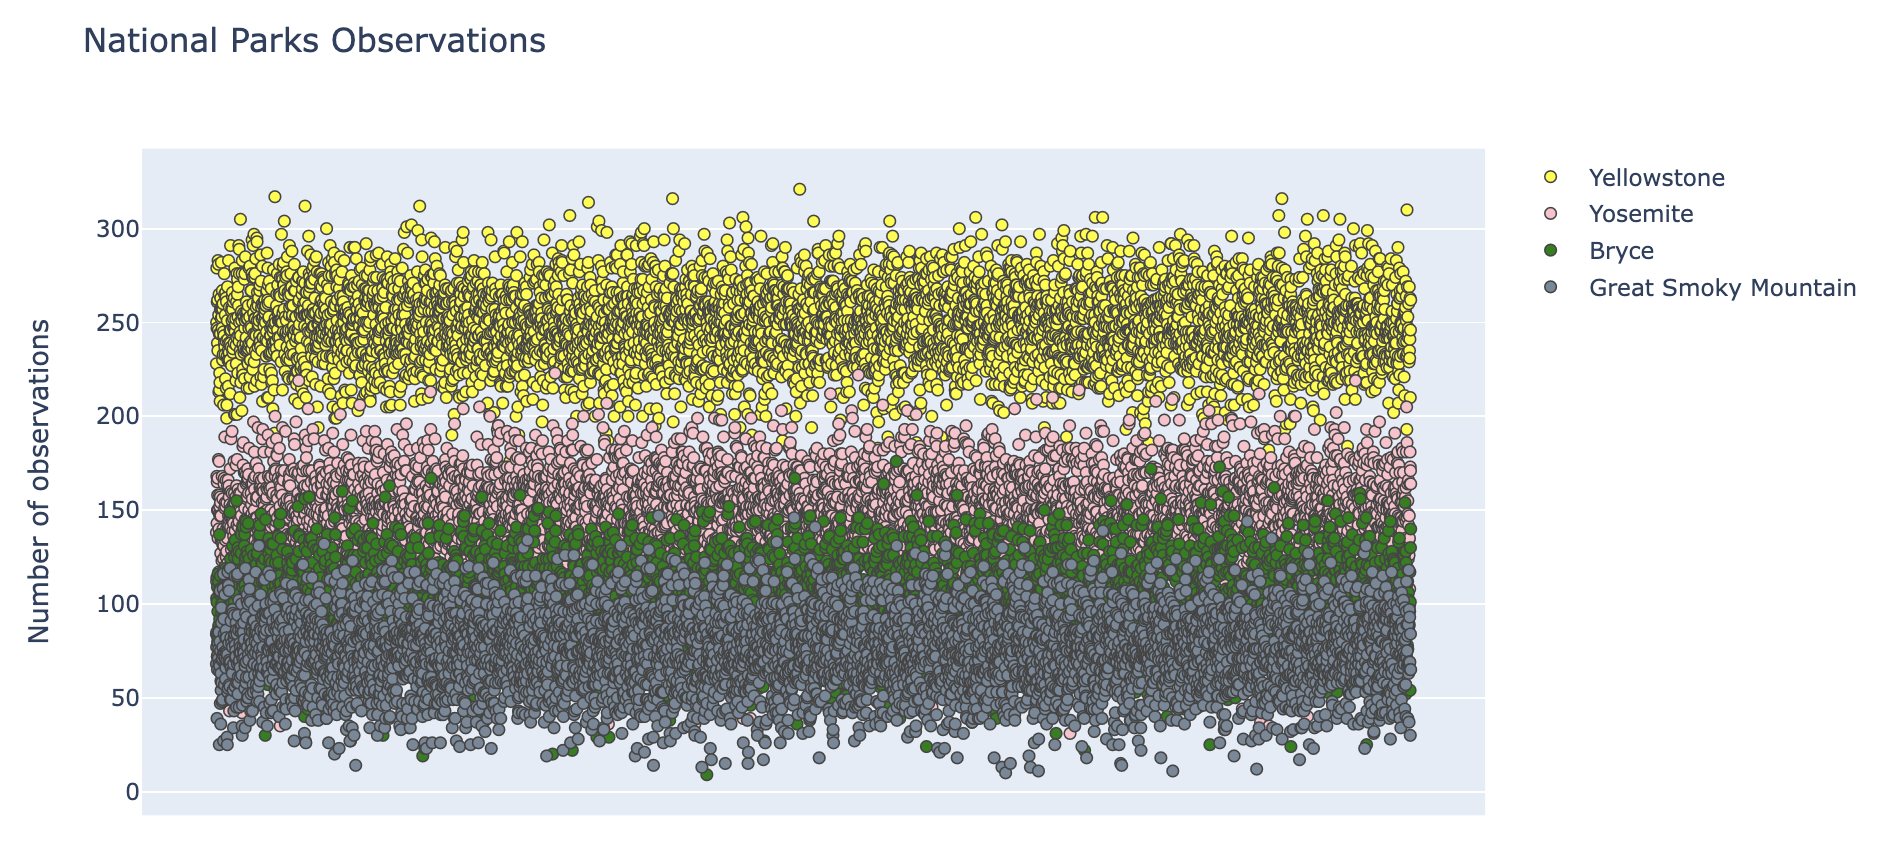 National Parks Observations
Number of observations
300
250
200
150
100
50
0
Yellowstone
Yosemite
Bryce
Great Smoky Mountain